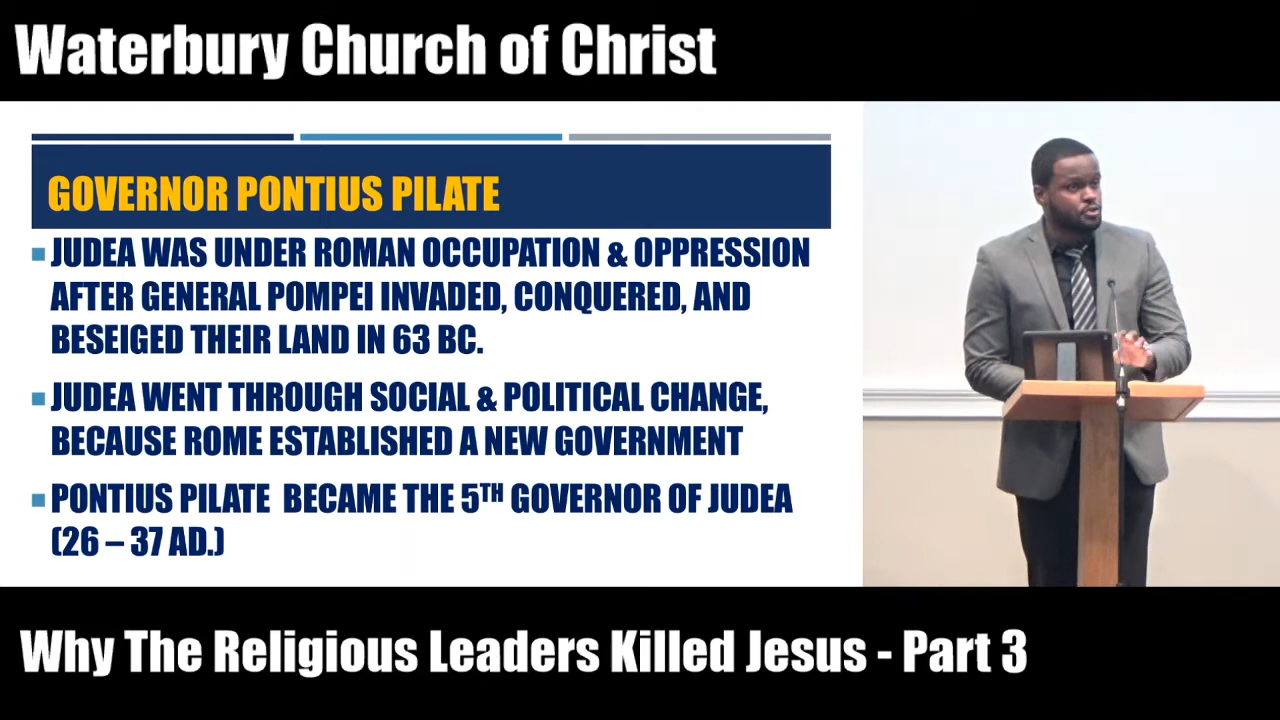 Waterbury Church of Christ
GOVERNOR PONTIUS PILATE
JUDEA WAS UNDER ROMAN OCCUPATION & OPPRESSION
AFTER GENERAL POMPEI INVADED, CONQUERED, AND
BESEIGED THEIR LAND IN 63 BC.
JUDEA WENT THROUGH SOCIAL & POLITICAL CHANGE,
BECAUSE ROME ESTABLISHED A NEW GOVERNMENT
PONTIUS PILATE BECAME THE 5TH GOVERNOR OF JUDEA
(26 – 37 AD.)
Why The Religious Leaders Killed Jesus - Part 3